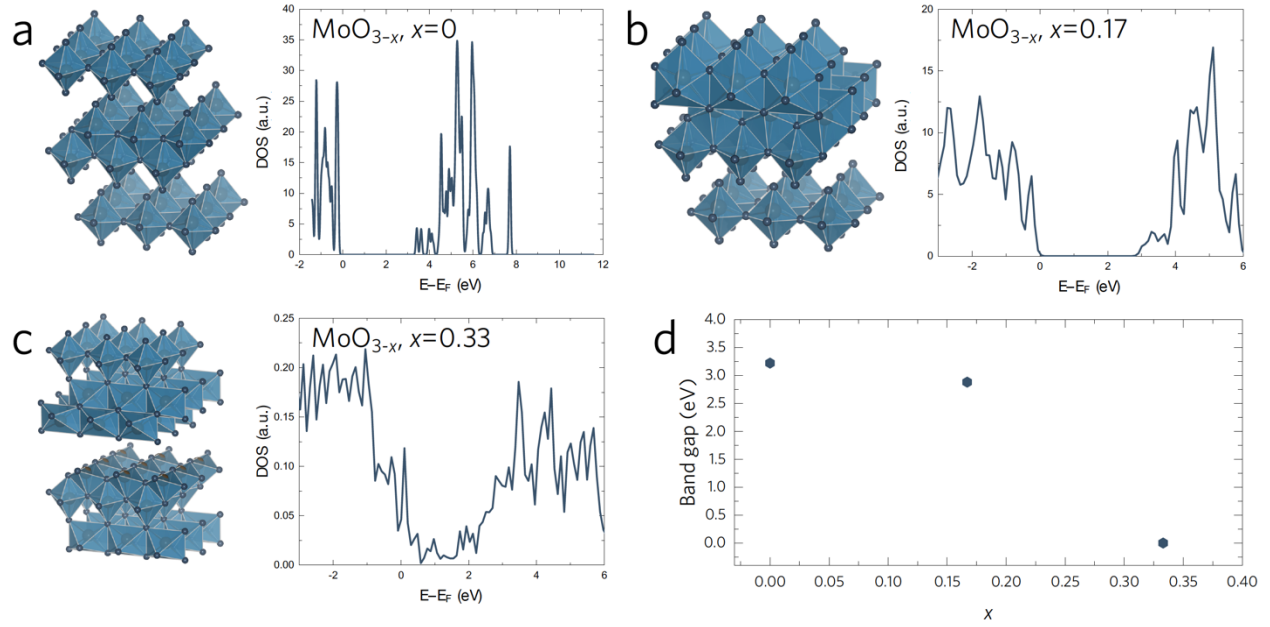 a
MoO3−x, x=0
DOS (a.u.)
40
35
30
25
20
15
10
5
0
-2 0 2 4 6 8 10 12
E−EF (eV)
b
MoO3−x, x=0.17
DOS (a.u.)
20
15
10
5
0
-2 0 2 4 6
E−EF (eV)
c
MoO3−x, x=0.33
DOS (a.u.)
0.25
0.20
0.15
0.10
0.05
0.00
-2 0 2 4 6
E−EF (eV)
d
Band gap (eV)
4.0
3.5
3.0
2.5
2.0
1.5
1.0
0.5
0.0
0.00 0.05 0.10 0.15 0.20 0.25 0.30 0.35 0.40
x